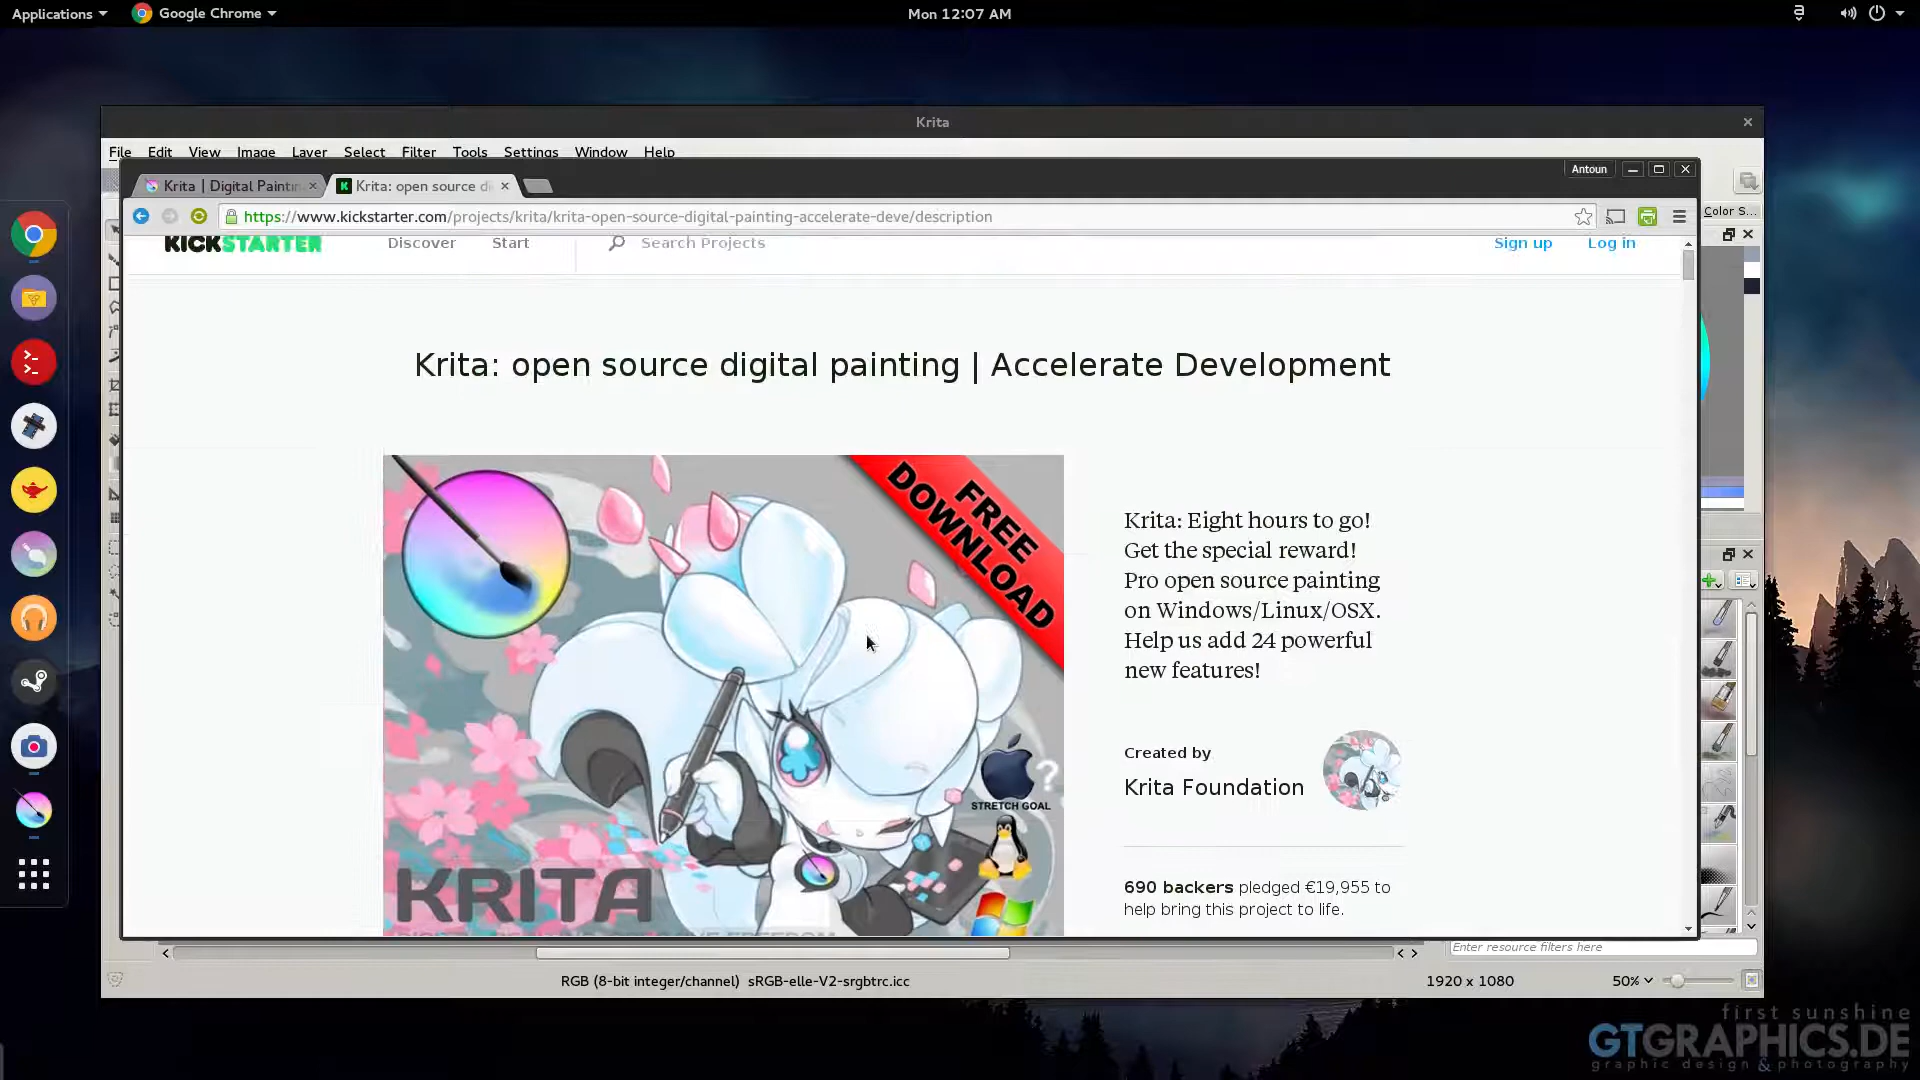 Applications
Google Chrome
Mon 12:07 AM
Krita
File Edit View Image Layer Select Filter Tools Settings Window Help
Antoun
Krita | Digital Paintin
Krita: open source di
https://www.kickstarter.com/projects/krita/krita-open-source-digital-painting-accelerate-deve/description
Color S...
KICKSTARTER
Discover
Start
Search Projects
Sign up
Log in
Krita: open source digital painting | Accelerate Development
FREE
DOWNLOAD
Krita: Eight hours to go!
Get the special reward!
Pro open source painting
on Windows/Linux/OSX.
Help us add 24 powerful
new features!
STRETCH GOAL
?
Created by
Krita Foundation
KRITA
690 backers pledged €19,955 to
help bring this project to life.
Enter resource filters here
RGB (8-bit integer/channel) sRGB-elle-V2-srgbtrc.icc
1920 x 1080
50%
first sunshine
GTGRAPHICS.DE
graphic design & photography